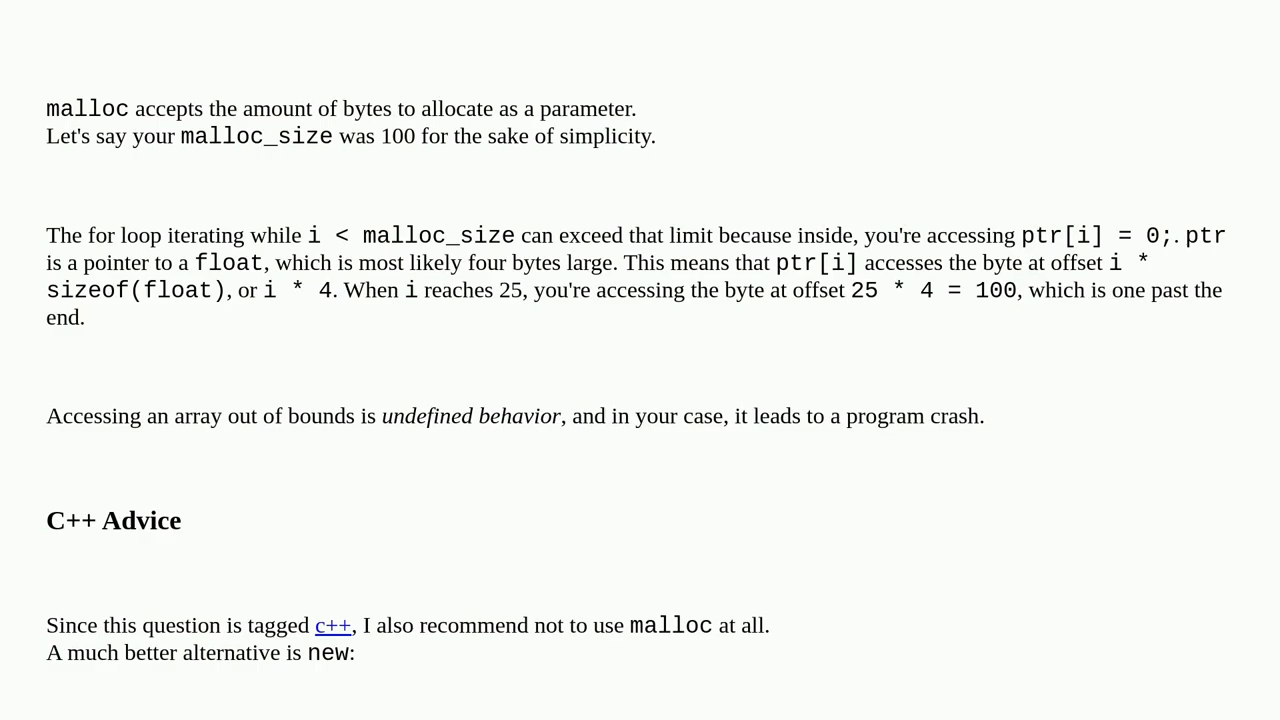 malloc accepts the amount of bytes to allocate as a parameter.
Let's say your malloc_size was 100 for the sake of simplicity.
The for loop iterating while i < malloc_size can exceed that limit because inside, you're accessing ptr[i] = 0;. ptr
is a pointer to a float, which is most likely four bytes large. This means that ptr[i] accesses the byte at offset i *
sizeof(float), or i * 4. When i reaches 25, you're accessing the byte at offset 25 * 4 = 100, which is one past the
end.
Accessing an array out of bounds is undefined behavior, and in your case, it leads to a program crash.
C++ Advice
Since this question is tagged c++, I also recommend not to use malloc at all.
A much better alternative is new: